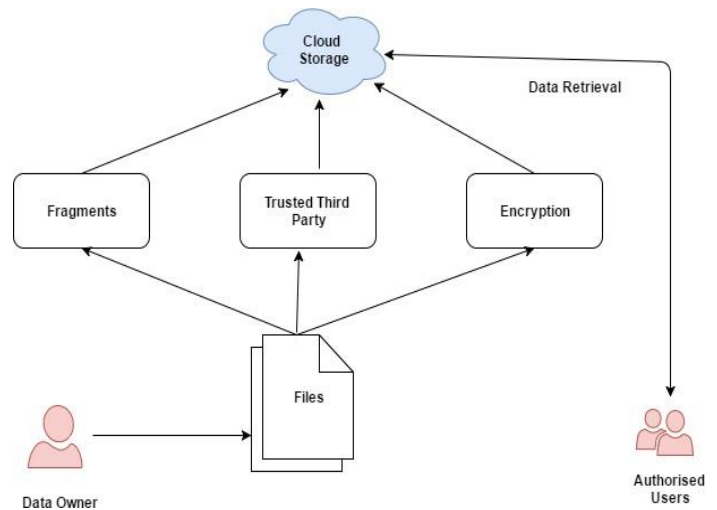 Cloud
Storage
Data Retrieval
Fragments
Trusted Third
Party
Encryption
Files
Data Owner
Authorised
Users